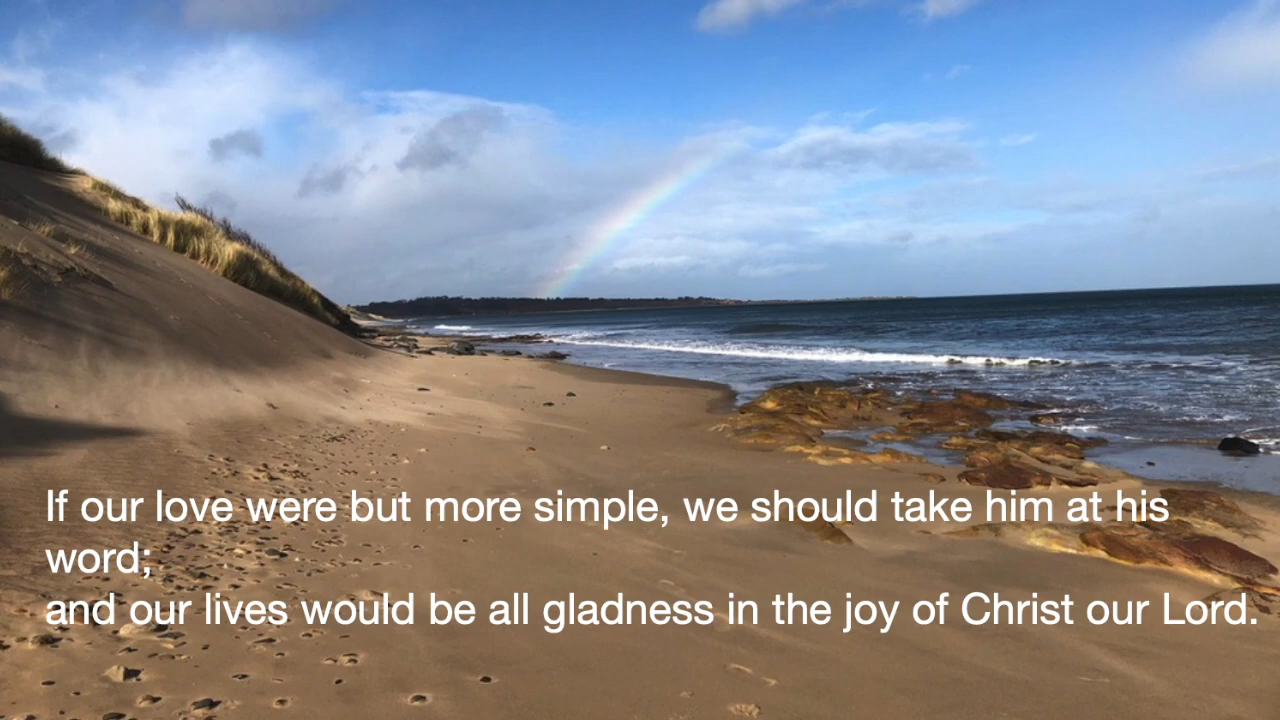 If our love were but more simple, we should take him at his
word;
and our lives would be all gladness in the joy of Christ our Lord.